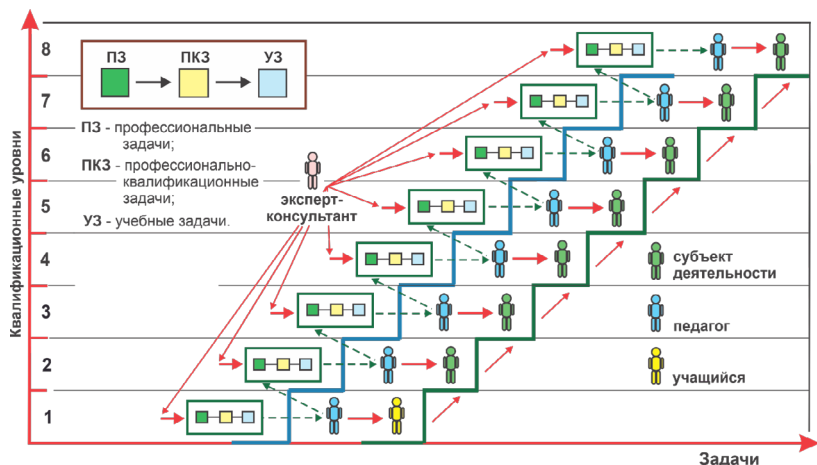 Квалификационные уровни
8
7
6
5
4
3
2
1
ПЗ ПКЗ УЗ
ПЗ - профессиональные
задачи;
ПКЗ - профессионально-
квалификационные
задачи;
УЗ - учебные задачи.
эксперт-
консультант
субъект
деятельности
педагог
учащийся
Задачи